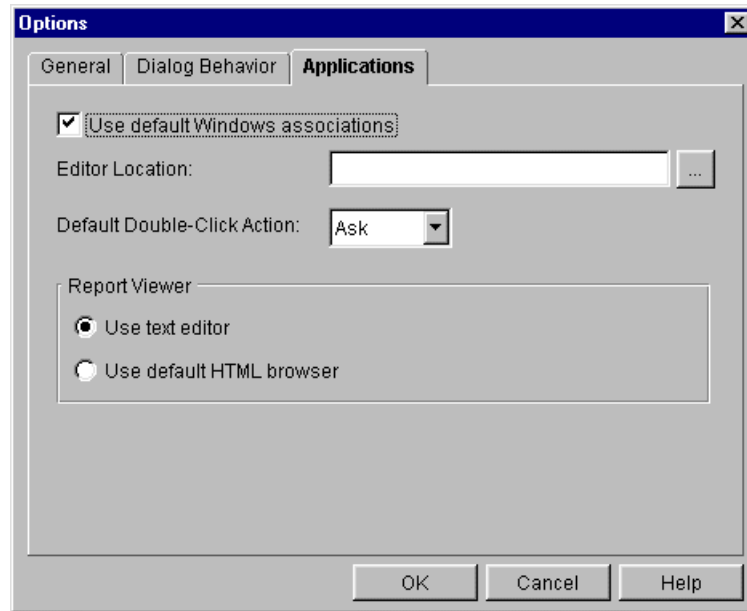 Options
General Dialog Behavior Applications
Use default Windows associations
Editor Location:
...
Default Double-Click Action: Ask
Report Viewer
Use text editor
Use default HTML browser
OK Cancel Help